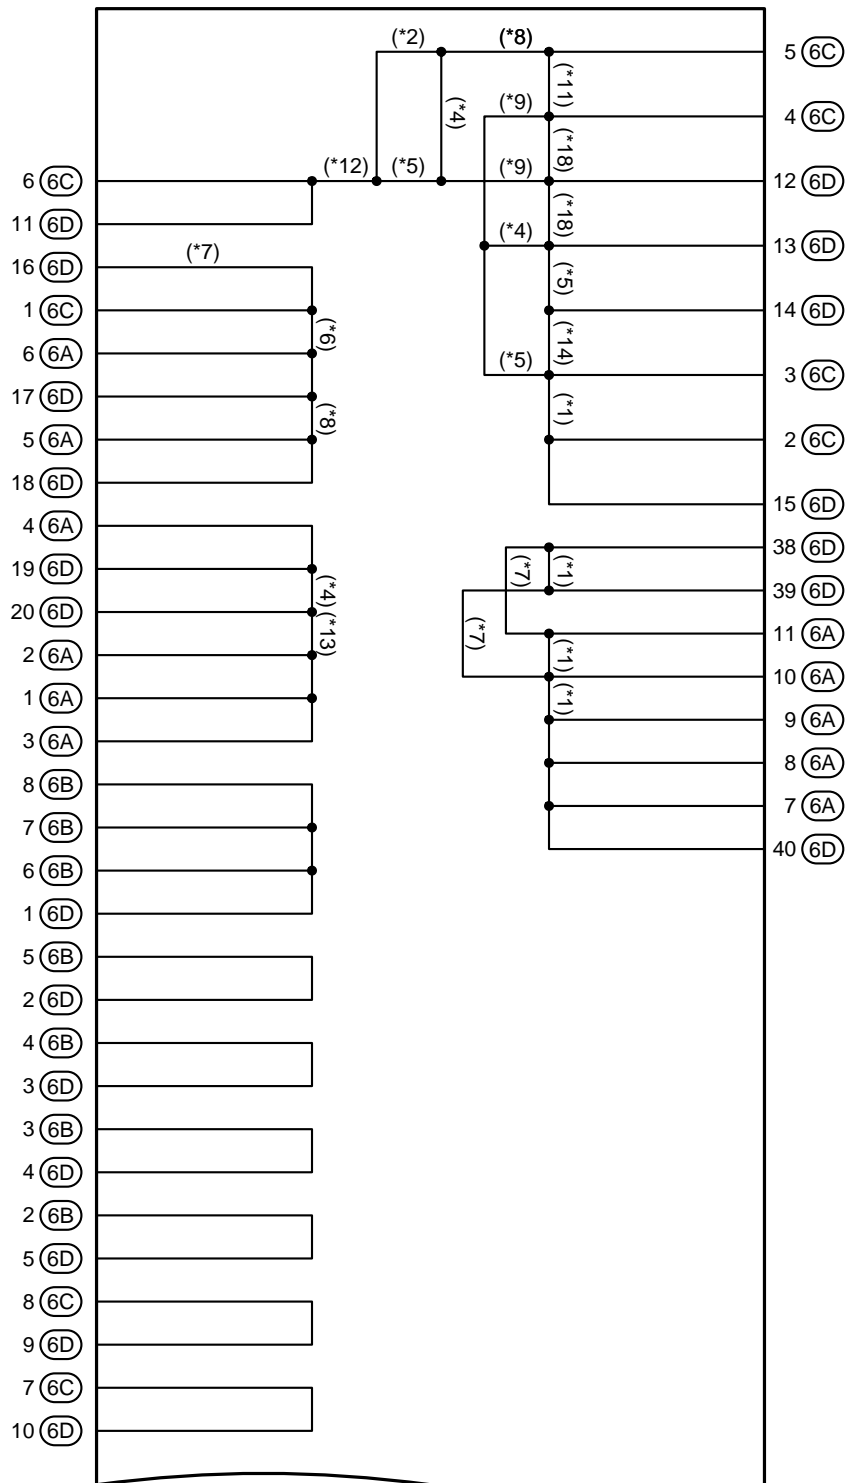 (*2) (*8) 5 6C
(*11)
(*9) 4 6C
(*4)
(*18)
6 6C (*12) (*5) (*9) 12 6D
11 6D (*18)
(*4) 13 6D
16 6D (*7)
(*5)
1 6C 14 6D
(*6) (*14)
6 6A (*5) 3 6C
17 6D (*1)
(*8)
5 6A 2 6C
18 6D 15 6D
4 6A 38 6D
(*7) (*1)
19 6D 39 6D
(*4)
20 6D 11 6A
(*13) (*7) (*1)
2 6A 10 6A
(*1)
1 6A 9 6A
3 6A 8 6A
8 6B 7 6A
7 6B 40 6D
6 6B
1 6D
5 6B
2 6D
4 6B
3 6D
3 6B
4 6D
2 6B
5 6D
8 6C
9 6D
7 6C
10 6D